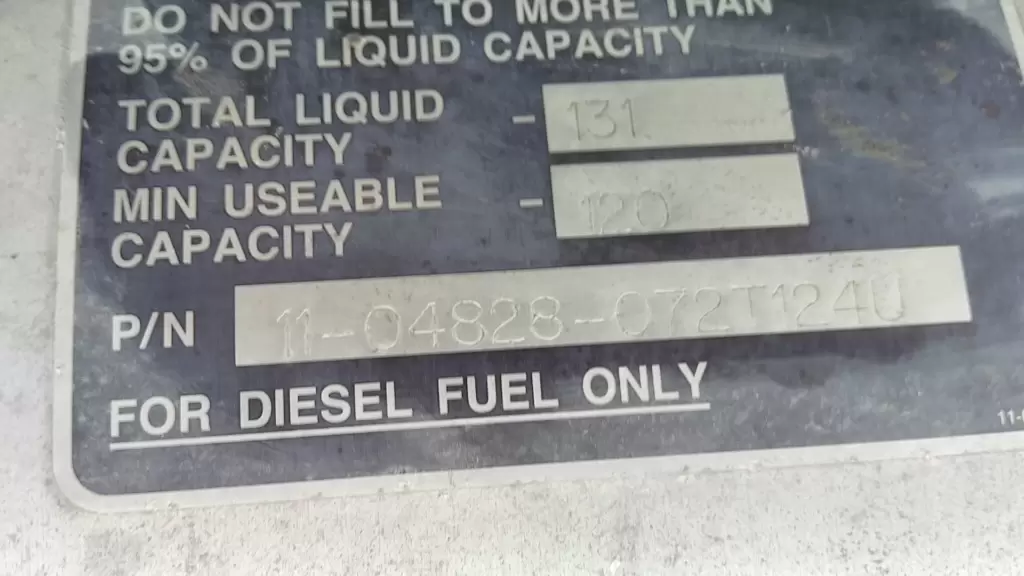 DO NOT FILL TO MORE THAN
95% OF LIQUID CAPACITY
TOTAL LIQUID CAPACITY - 131
MIN USEABLE CAPACITY - 120
P/N 11-04828-072T124U
FOR DIESEL FUEL ONLY